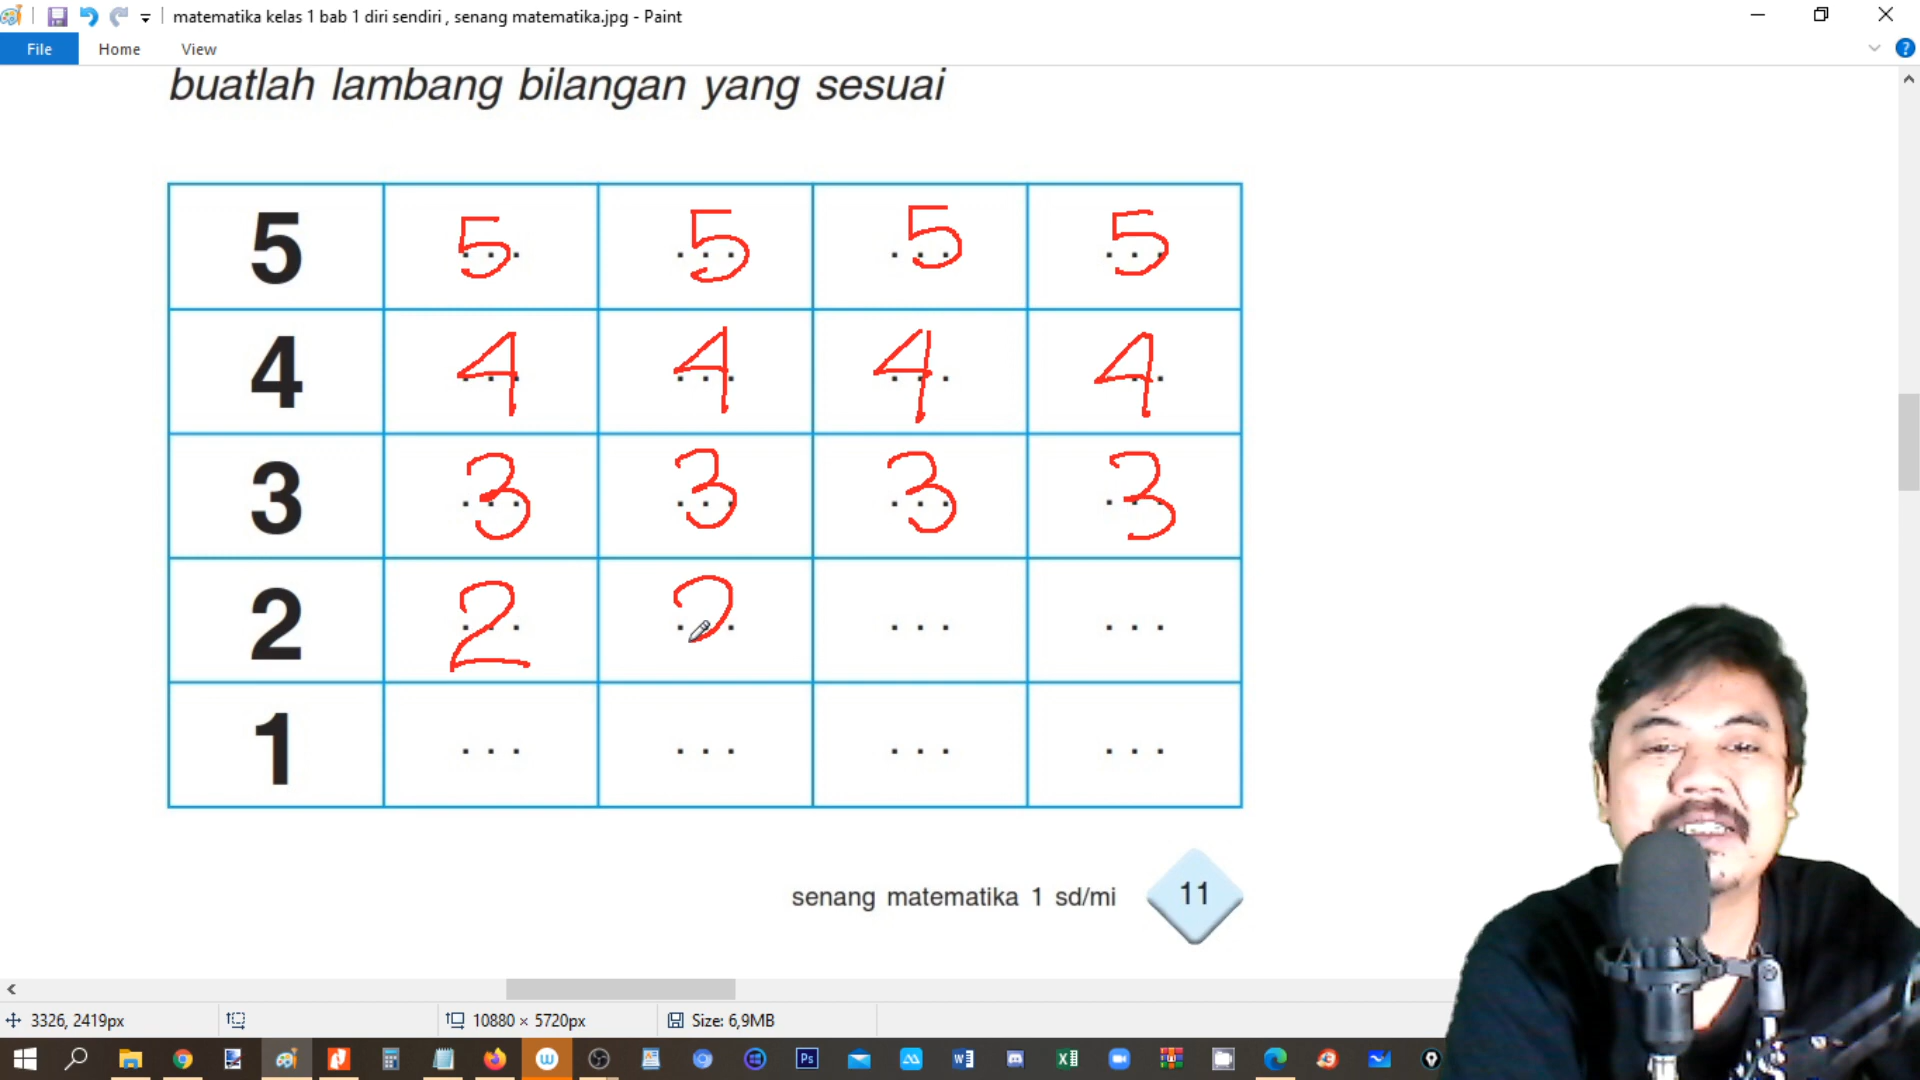 matematika kelas 1 bab 1 diri sendiri , senang matematika.jpg - Paint
File Home View
buatlah lambang bilangan yang sesuai
5 5 5 5 5
4 4 4 4 4
3 3 3 3 3
2 2 2 ... ...
1 ... ... ... ...
senang matematika 1 sd/mi 11
3326, 2419px 10880 × 5720px Size: 6,9MB